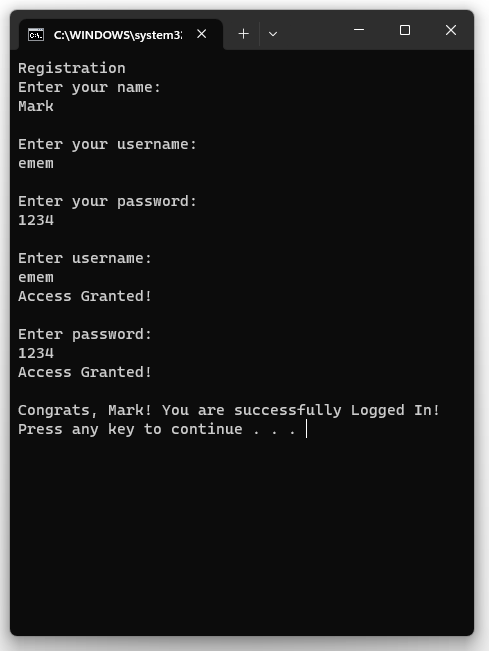 C:\WINDOWS\system32
Registration
Enter your name:
Mark
Enter your username:
emem
Enter your password:
1234
Enter username:
emem
Access Granted!
Enter password:
1234
Access Granted!
Congrats, Mark! You are successfully Logged In!
Press any key to continue . . .